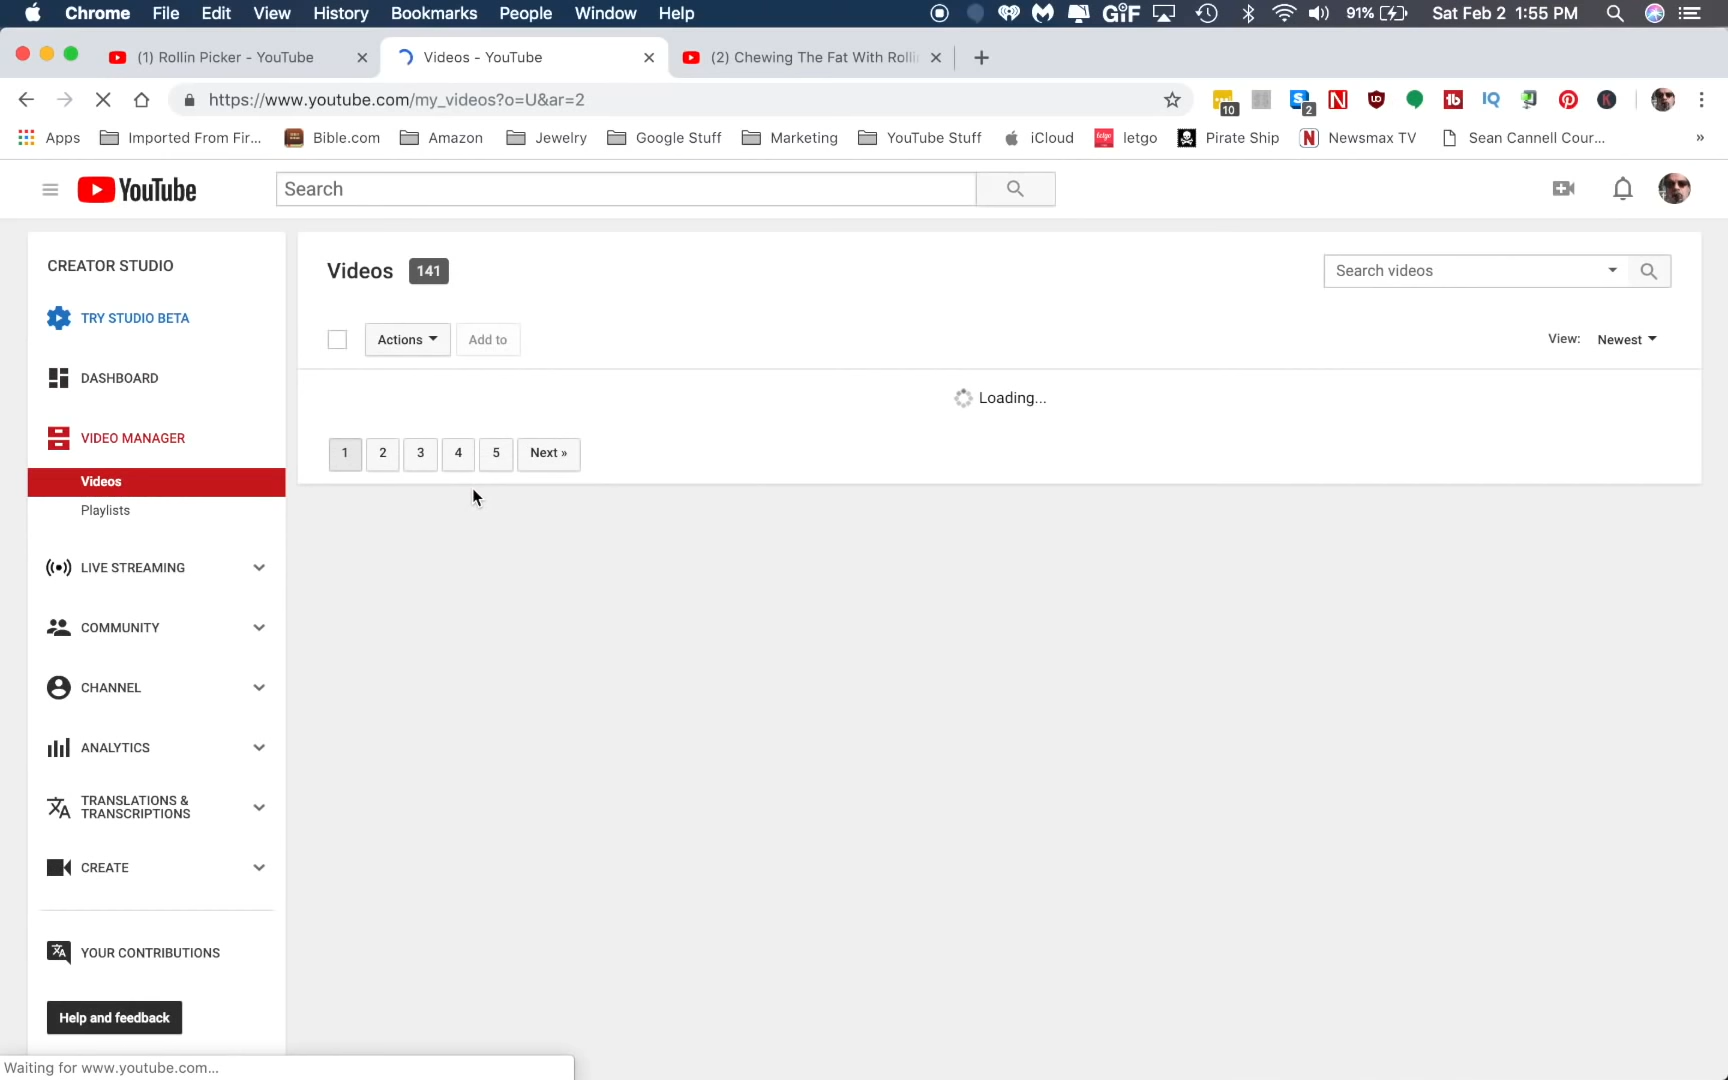 Chrome File Edit View History Bookmarks People Window Help GIF 91% Sat Feb 2 1:55 PM
(1) Rollin Picker - YouTube Videos - YouTube (2) Chewing The Fat With Rollin
https://www.youtube.com/my_videos?o=U&ar=2 10 2
Apps Imported From Fir... Bible.com Amazon Jewelry Google Stuff Marketing YouTube Stuff iCloud letgo Pirate Ship Newsmax TV Sean Cannell Cour... »
YouTube Search
CREATOR STUDIO
Videos 141 Search videos
TRY STUDIO BETA
Actions Add to View: Newest
DASHBOARD
Loading...
VIDEO MANAGER
1 2 3 4 5 Next »
Videos
Playlists
LIVE STREAMING
COMMUNITY
CHANNEL
ANALYTICS
TRANSLATIONS &
TRANSCRIPTIONS
CREATE
YOUR CONTRIBUTIONS
Help and feedback
Waiting for www.youtube.com...